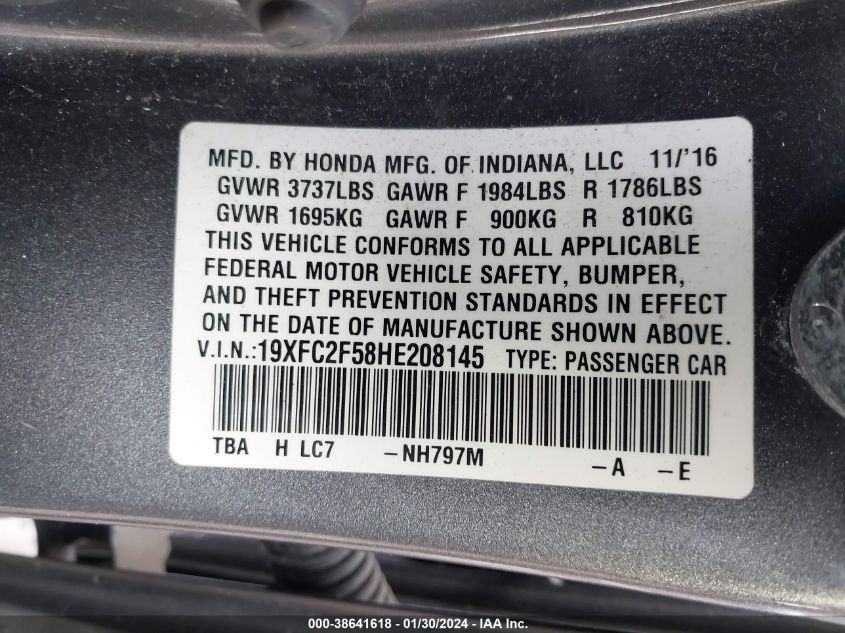 MFD. BY HONDA MFG. OF INDIANA, LLC 11/'16
GVWR 3737LBS GAWR F 1984LBS R 1786LBS
GVWR 1695KG GAWR F 900KG R 810KG
THIS VEHICLE CONFORMS TO ALL APPLICABLE
FEDERAL MOTOR VEHICLE SAFETY, BUMPER,
AND THEFT PREVENTION STANDARDS IN EFFECT
ON THE DATE OF MANUFACTURE SHOWN ABOVE.
V.I.N.:19XFC2F58HE208145 TYPE: PASSENGER CAR
TBA H LC7 -NH797M -A -E
000-38641618 - 01/30/2024 - IAA Inc.